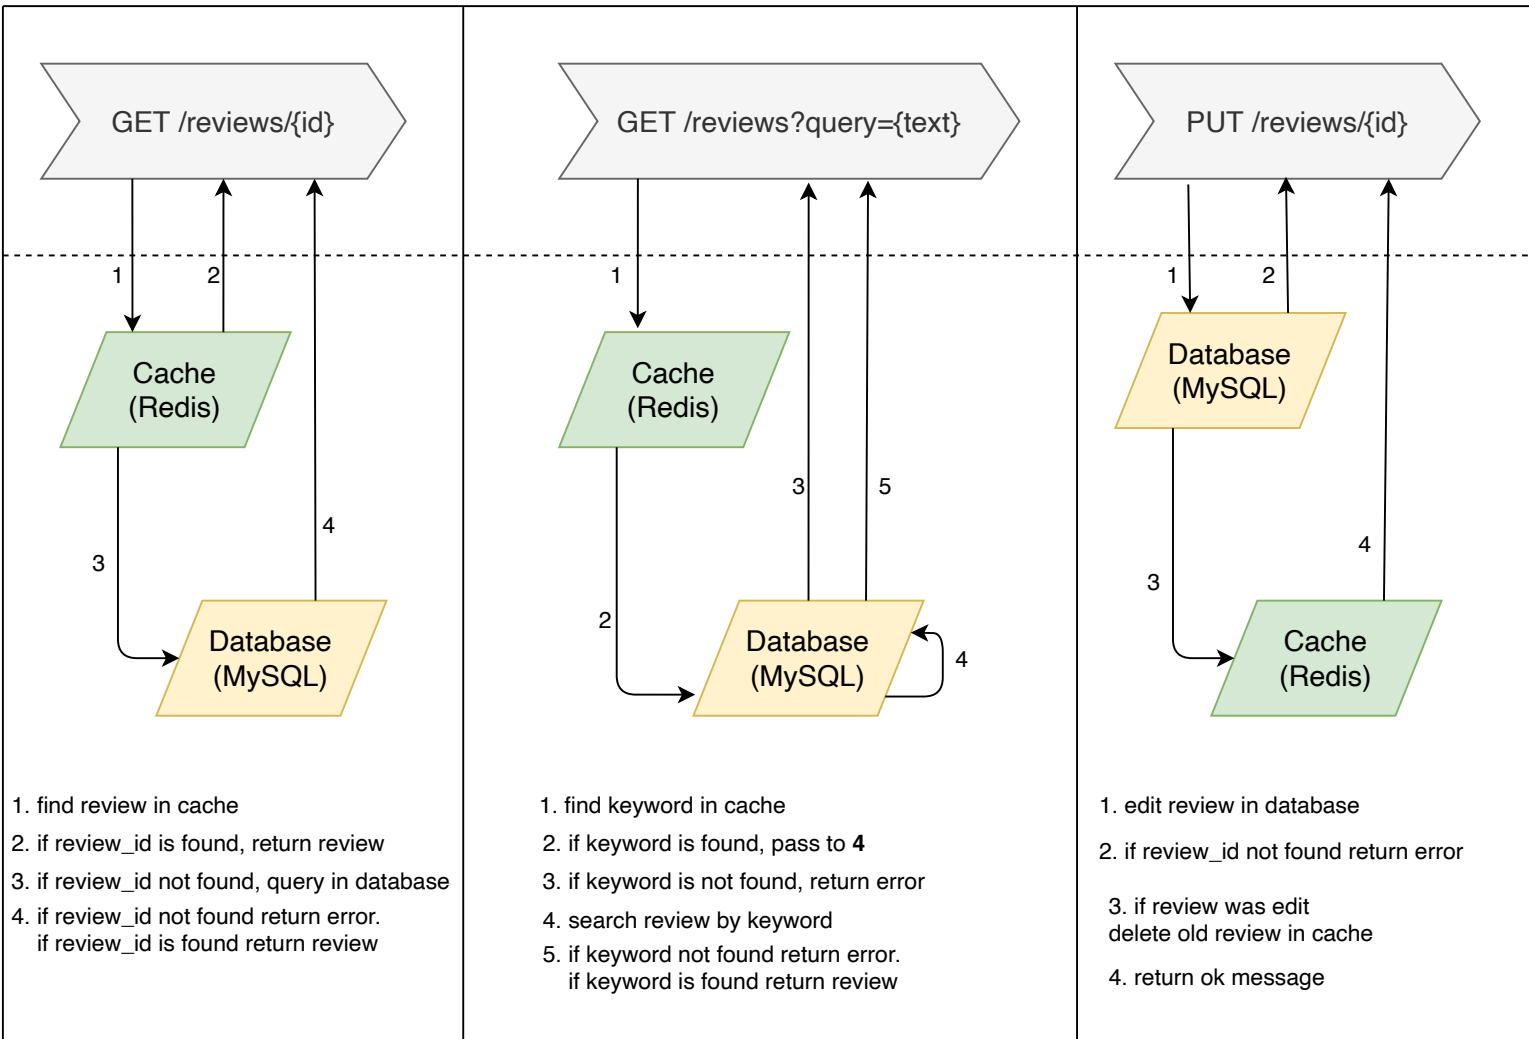 GET /reviews/{id}
1
2
Cache
(Redis)
4
3
Database
(MySQL)
1. find review in cache
2. if review_id is found, return review
3. if review_id not found, query in database
4. if review_id not found return error.
if review_id is found return review
GET /reviews?query={text}
1
Cache
(Redis)
3
5
2
Database
(MySQL)
4
1. find keyword in cache
2. if keyword is found, pass to 4
3. if keyword is not found, return error
4. search review by keyword
5. if keyword not found return error.
if keyword is found return review
PUT /reviews/{id}
1
2
Database
(MySQL)
4
3
Cache
(Redis)
1. edit review in database
2. if review_id not found return error
3. if review was edit
delete old review in cache
4. return ok message